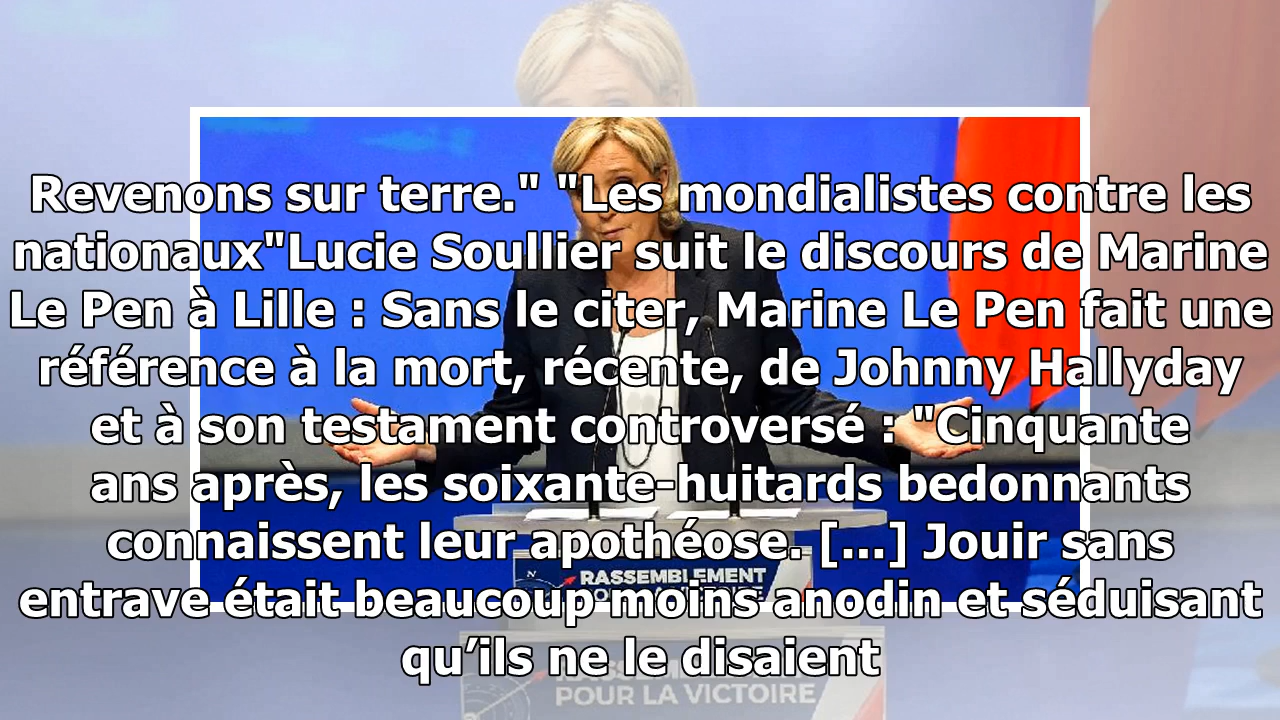 Revenons sur terre." "Les mondialistes contre les
nationaux"Lucie Soullier suit le discours de Marine
Le Pen à Lille : Sans le citer, Marine Le Pen fait une
référence à la mort, récente, de Johnny Hallyday
et à son testament controversé : "Cinquante
ans après, les soixante-huitards bedonnants
connaissent leur apothéose. [...] Jouir sans
RASSEMBLEMENT
entrave était beaucoup moins anodin et séduisant
qu’ils ne le disaient
POUR LA VICTOIRE